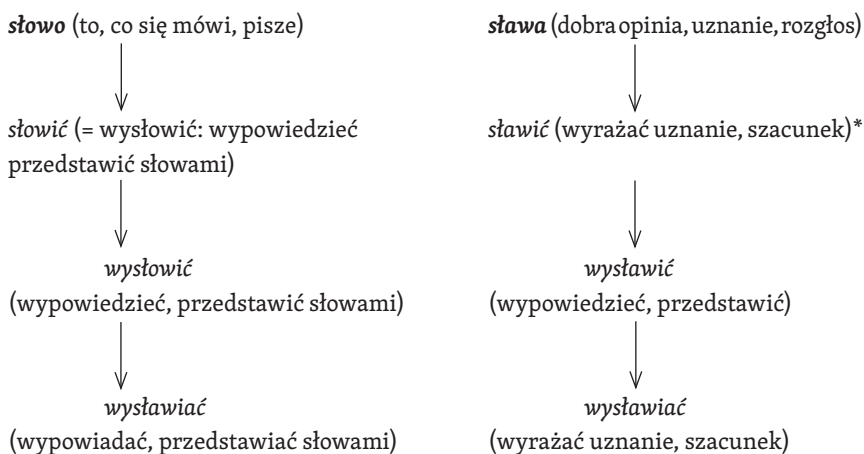 słowo (to, co się mówi, pisze)
słowić (= wysłowić: wypowiedzieć
przedstawić słowami)
wysłowić
(wypowiedzieć, przedstawić słowami)
wysławiać
(wypowiadać, przedstawiać słowami)
sława (dobra opinia, uznanie, rozgłos)
sławić (wyrażać uznanie, szacunek)*
wysławić
(wypowiedzieć, przedstawić)
wysławiać
(wyrażać uznanie, szacunek)